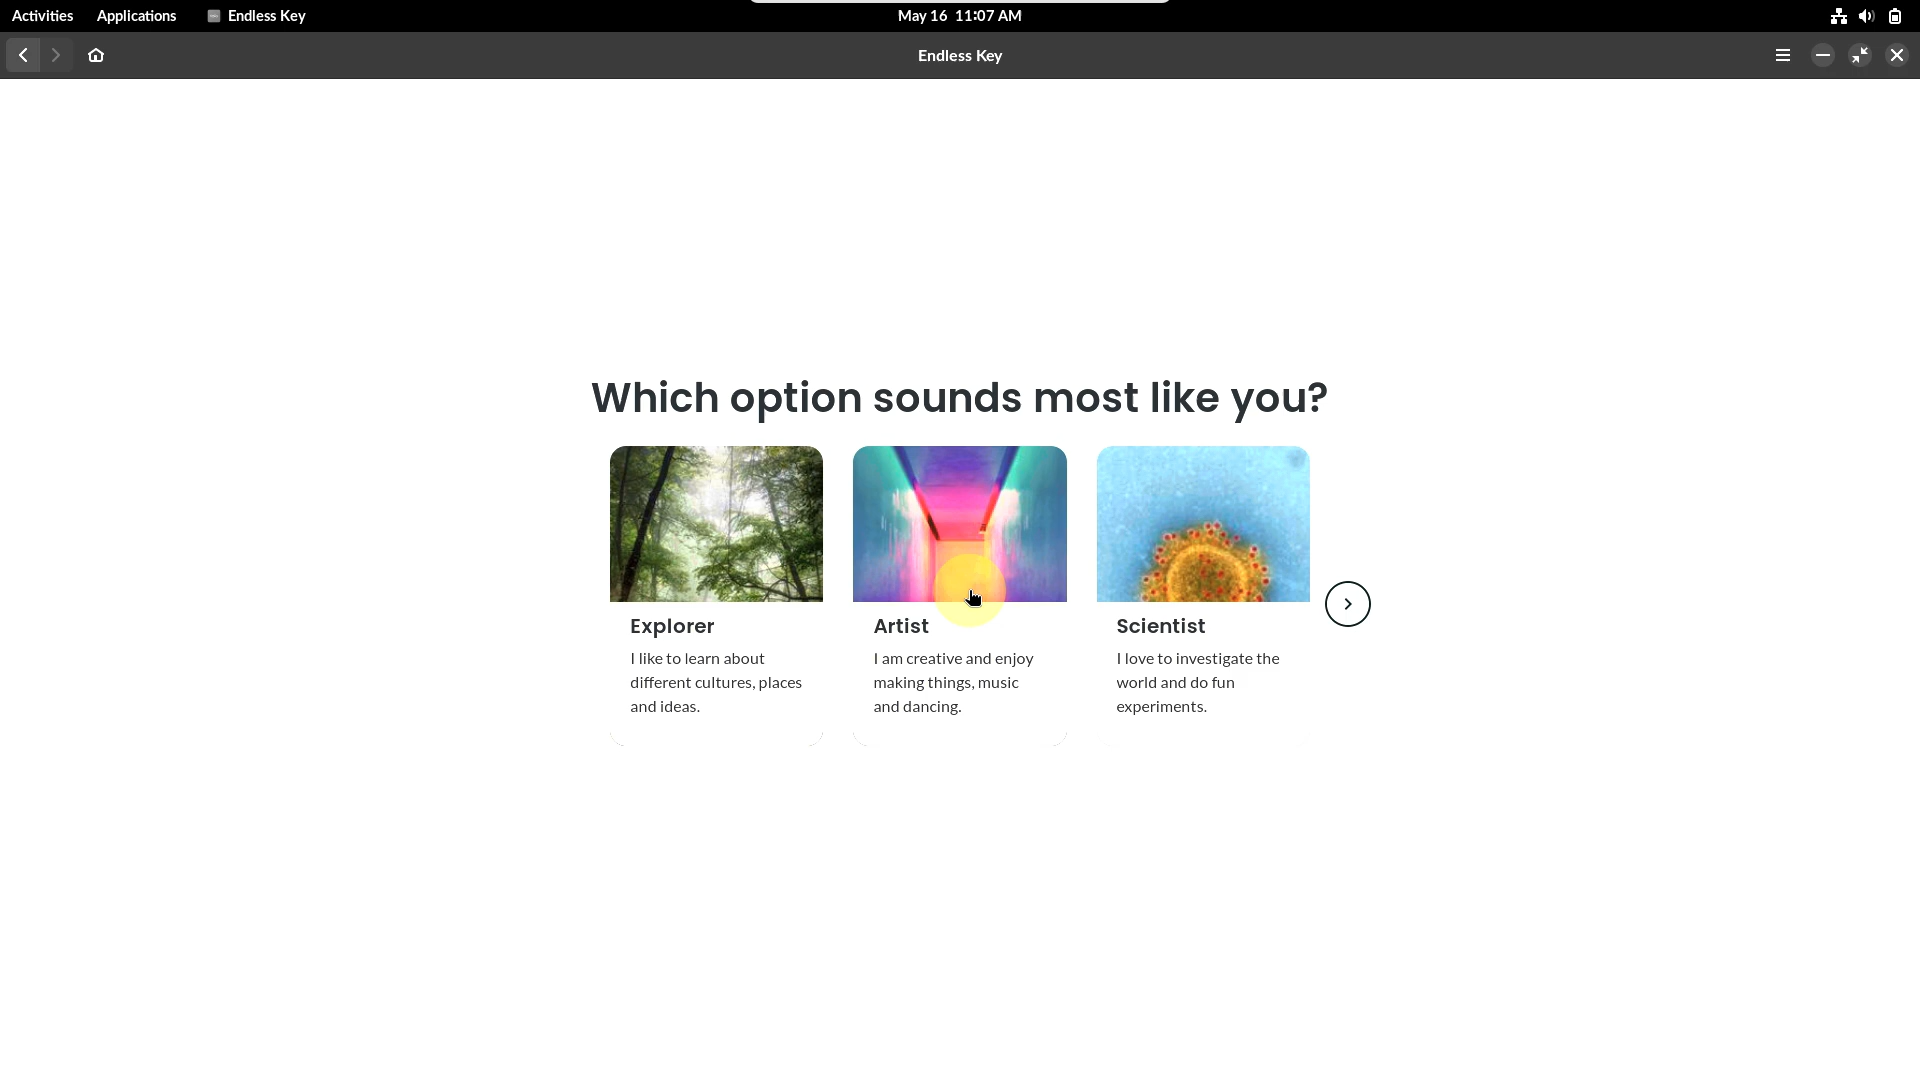 Activities Applications Endless Key May 16 11:07 AM
Endless Key
Which option sounds most like you?
Explorer
I like to learn about
different cultures, places
and ideas.
Artist
I am creative and enjoy
making things, music
and dancing.
Scientist
I love to investigate the
world and do fun
experiments.